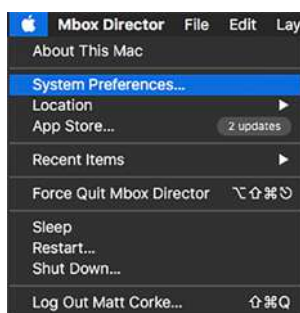 Mbox Director File Edit Lay
About This Mac
System Preferences...
Location
App Store... 2 updates
Recent Items
Force Quit Mbox Director ⌥⇧⌘⎋
Sleep
Restart...
Shut Down...
Log Out Matt Corke... ⇧⌘Q